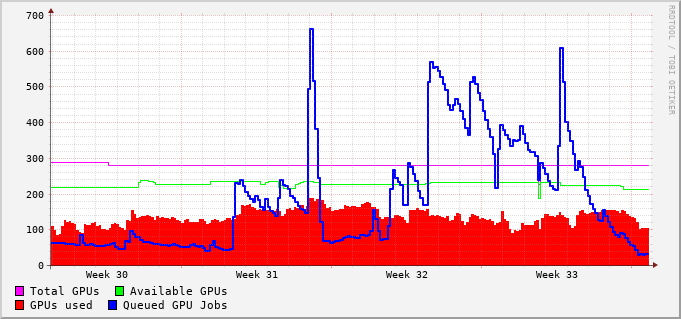 700
600
500
400
300
200
100
0
Week 30 Week 31 Week 32 Week 33
Total GPUs Available GPUs
GPUs used Queued GPU Jobs
RRDTOOL / TOBI OETIKER